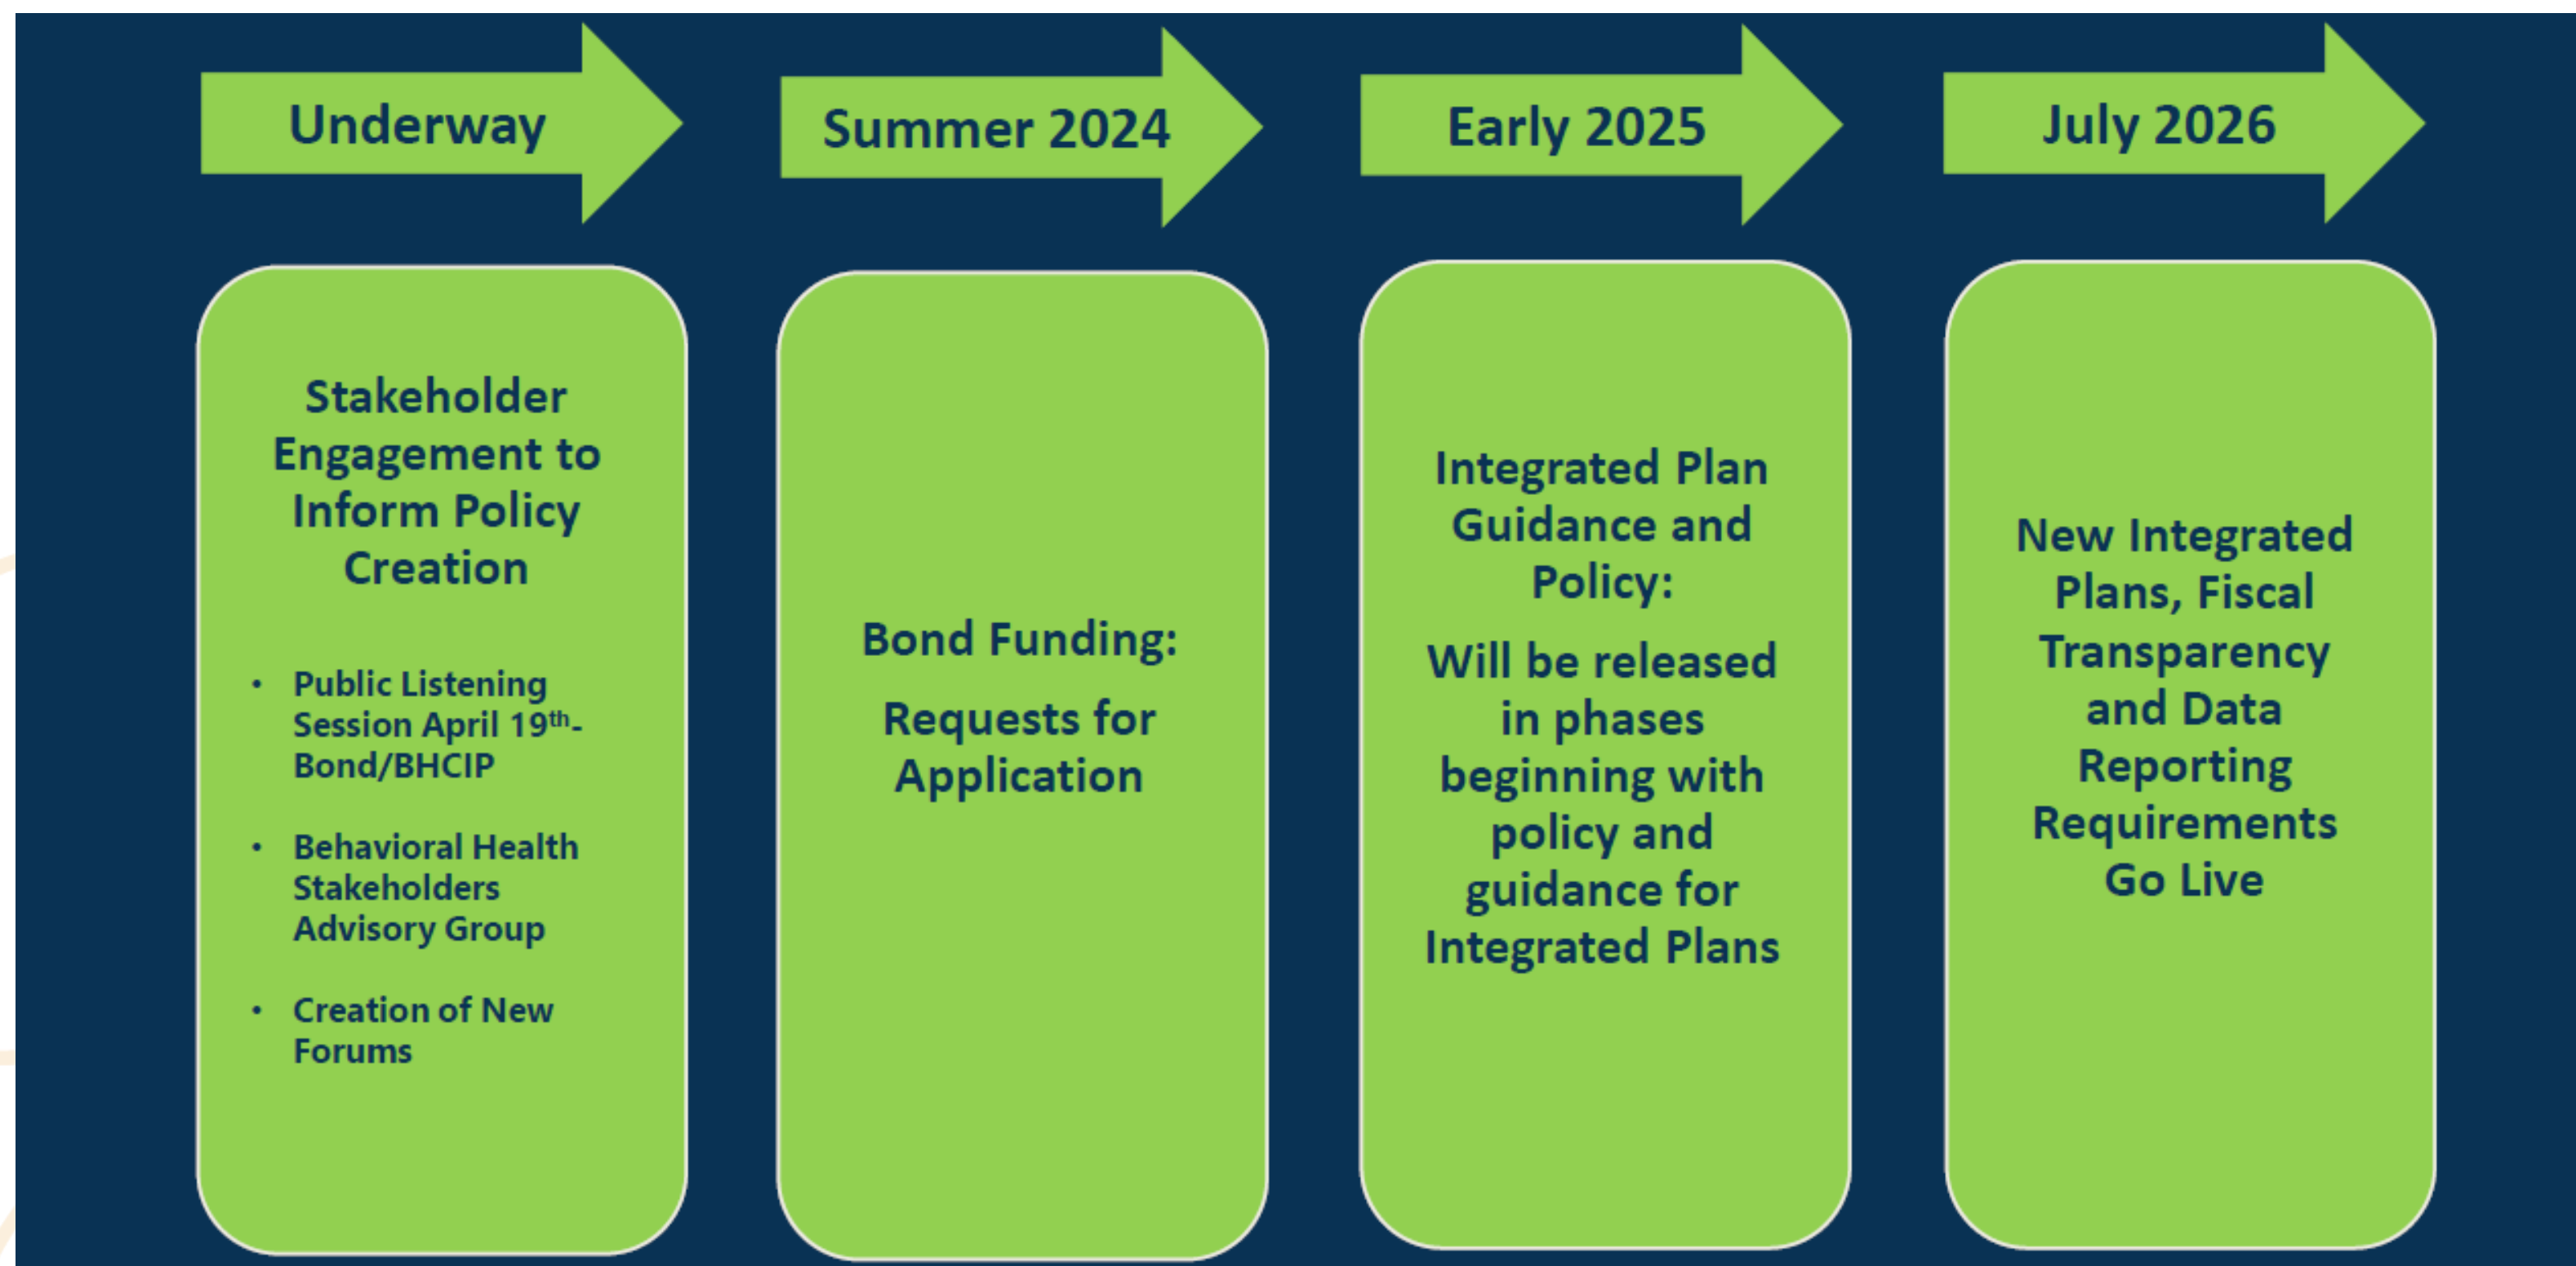 Underway
Stakeholder
Engagement to
Inform Policy
Creation
• Public Listening
Session April 19th-
Bond/BHCIP
• Behavioral Health
Stakeholders
Advisory Group
• Creation of New
Forums
Summer 2024
Bond Funding:
Requests for
Application
Early 2025
Integrated Plan
Guidance and
Policy:
Will be released
in phases
beginning with
policy and
guidance for
Integrated Plans
July 2026
New Integrated
Plans, Fiscal
Transparency
and Data
Reporting
Requirements
Go Live